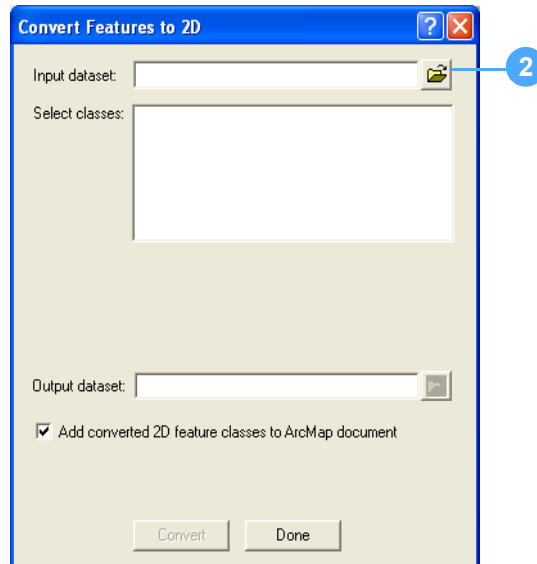 Convert Features to 2D
Input dataset:
2
Select classes:
Output dataset:
Add converted 2D feature classes to ArcMap document
Convert
Done